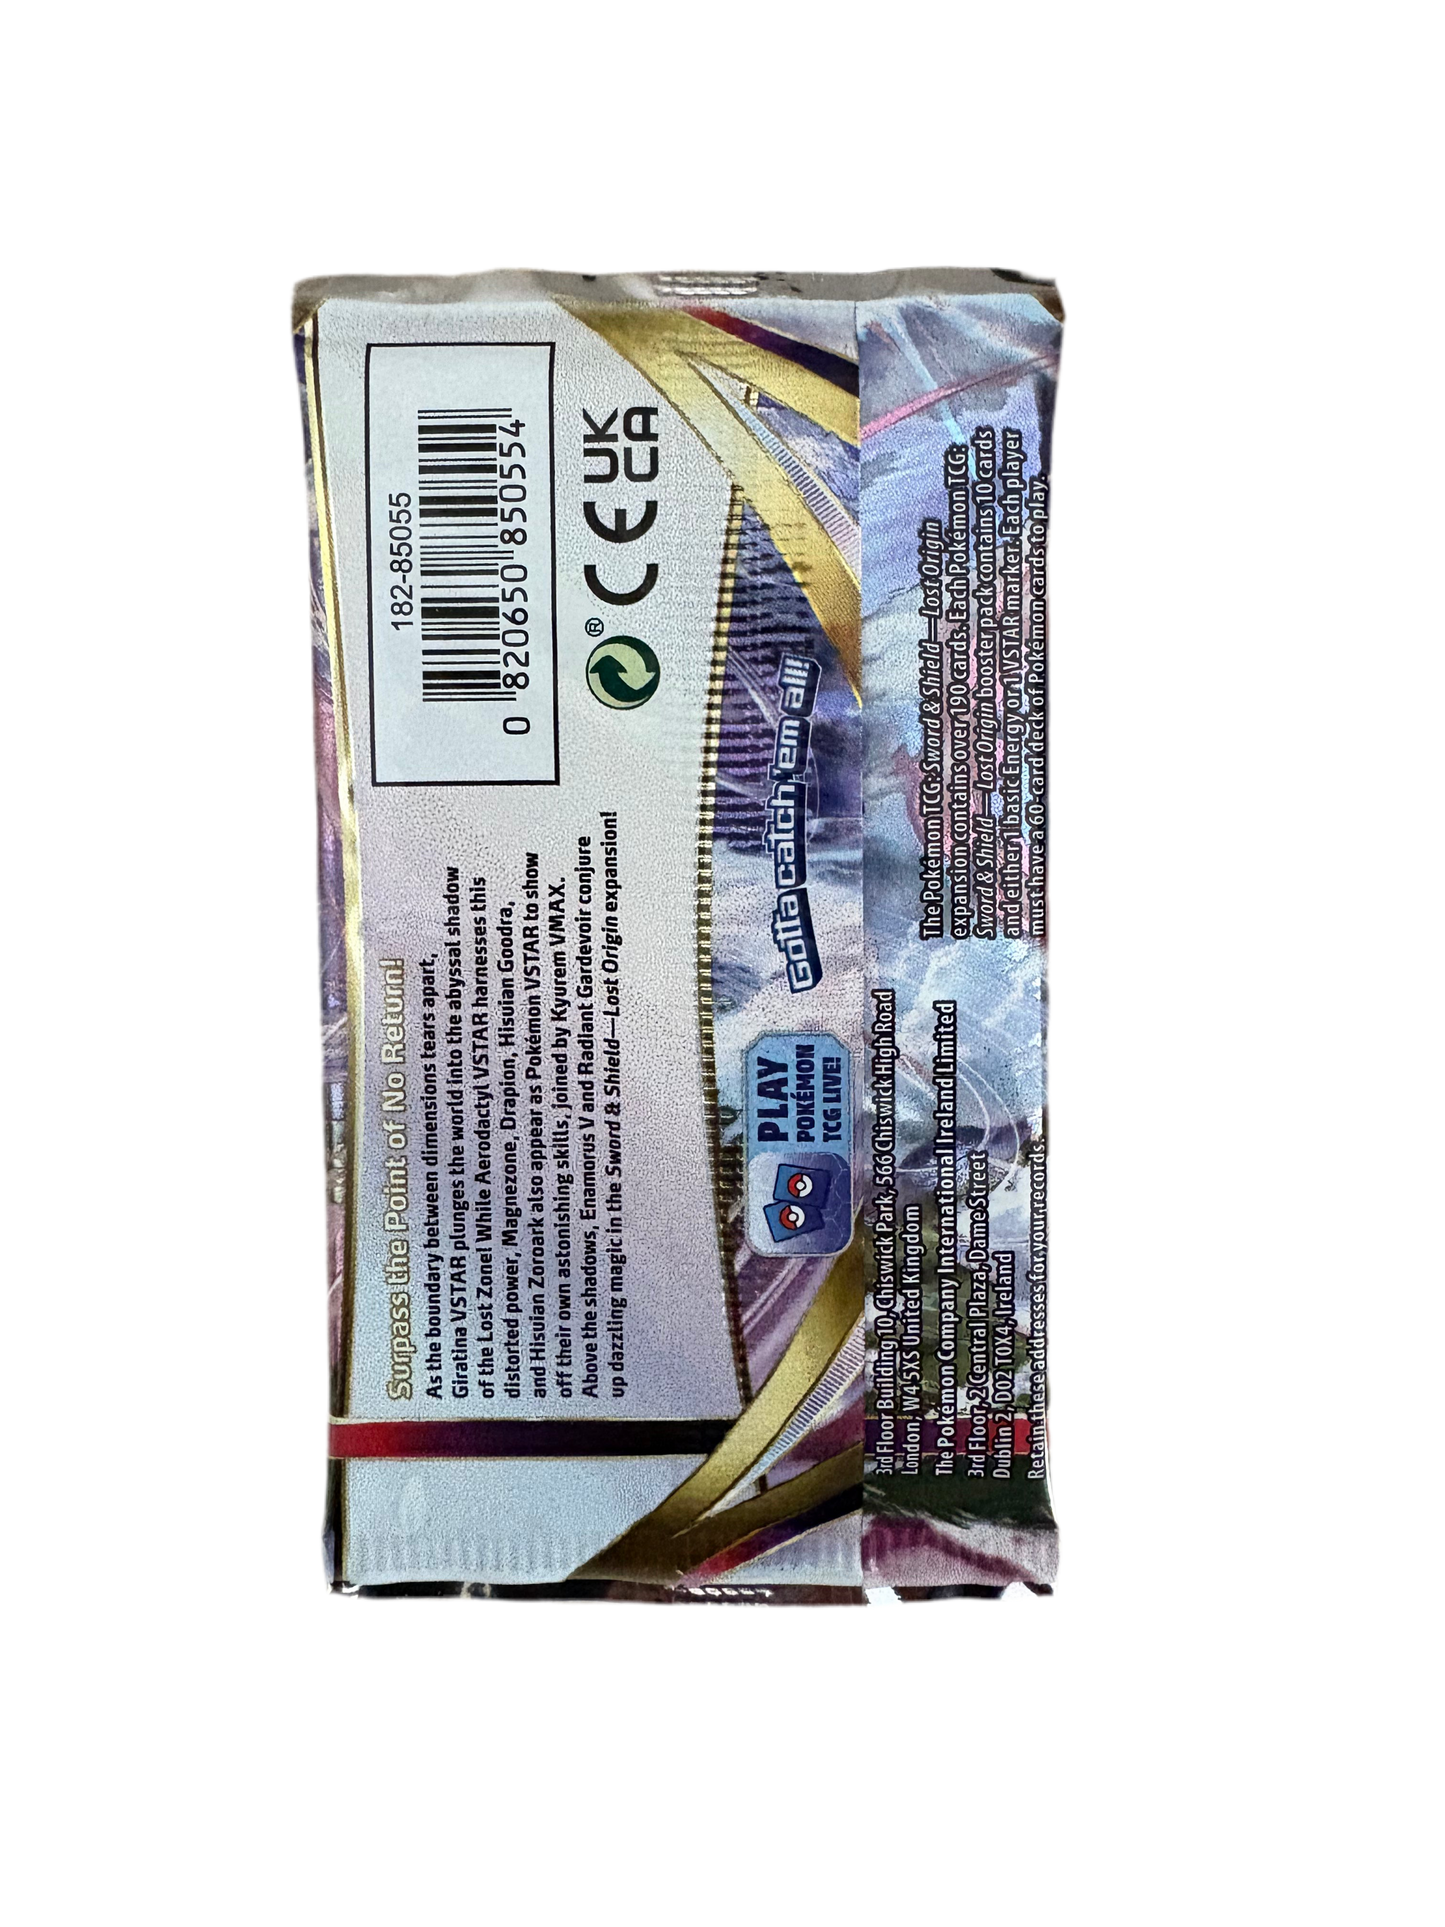 Surpass the Point of No Return!
As the boundary between dimensions tears apart,
Giratina VSTAR plunges the world into the abyssal shadow
of the Lost Zone! While Aerodactyl VSTAR harnesses this
distorted power, Magnezone, Drapion, Hisuian Goodra,
and Hisuian Zoroark also appear as Pokémon VSTAR to show
off their own astonishing skills, joined by Kyurem VMAX.
Above the shadows, Enamorus V and Radiant Gardevoir conjure
up dazzling magic in the Sword & Shield—Lost Origin expansion!
182-85055
0 820650 850554
®
CE
UK
CA
PLAY
POKÉMON
TCG LIVE!
Gotta catch 'em all!
3rd Floor Building 10, Chiswick Park, 566 Chiswick High Road
London, W4 5XS United Kingdom
The Pokémon Company International Ireland Limited
3rd Floor, 2 Central Plaza, Dame Street
Dublin 2, D02 T0X4, Ireland
Retain these addresses for your records.
The Pokémon TCG: Sword & Shield—Lost Origin
expansion contains over 190 cards. Each Pokémon TCG:
Sword & Shield—Lost Origin booster pack contains 10 cards
and either 1 basic Energy or 1 VSTAR marker. Each player
must have a 60-card deck of Pokémon cards to play.